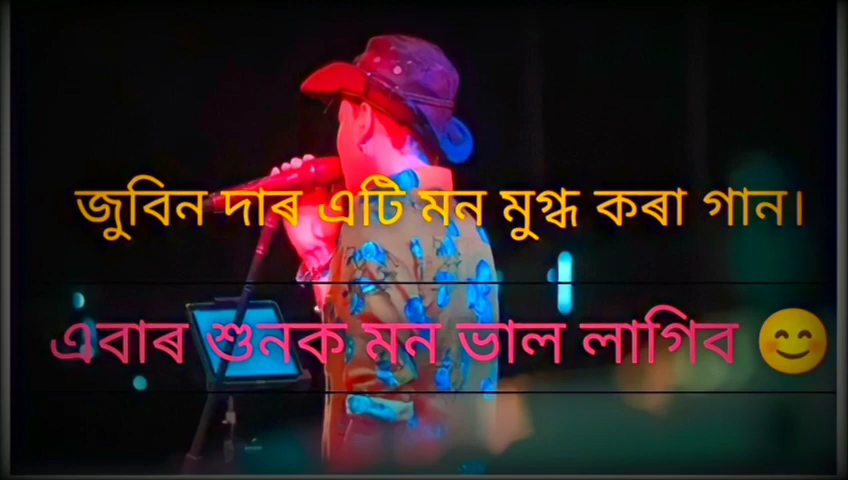 জুবিন দাৰ এটি মন মুগ্ধ কৰা গান।
এবাৰ শুনক মন ভাল লাগিব 😊